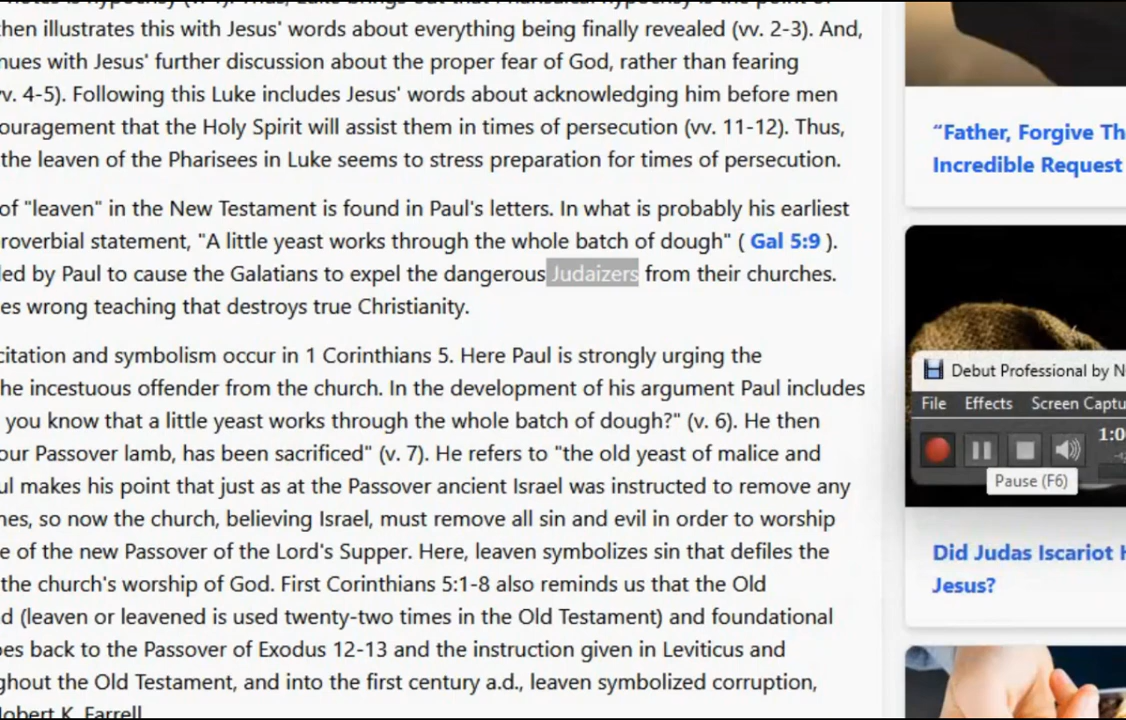 then illustrates this with Jesus' words about everything being finally revealed (vv. 2-3). And,
nues with Jesus' further discussion about the proper fear of God, rather than fearing
v. 4-5). Following this Luke includes Jesus' words about acknowledging him before men
ouragement that the Holy Spirit will assist them in times of persecution (vv. 11-12). Thus,
the leaven of the Pharisees in Luke seems to stress preparation for times of persecution.
of "leaven" in the New Testament is found in Paul's letters. In what is probably his earliest
roverbial statement, "A little yeast works through the whole batch of dough" ( Gal 5:9 ).
led by Paul to cause the Galatians to expel the dangerous Judaizers from their churches.
es wrong teaching that destroys true Christianity.
citation and symbolism occur in 1 Corinthians 5. Here Paul is strongly urging the
he incestuous offender from the church. In the development of his argument Paul includes
you know that a little yeast works through the whole batch of dough?" (v. 6). He then
our Passover lamb, has been sacrificed" (v. 7). He refers to "the old yeast of malice and
ul makes his point that just as at the Passover ancient Israel was instructed to remove any
nes, so now the church, believing Israel, must remove all sin and evil in order to worship
e of the new Passover of the Lord's Supper. Here, leaven symbolizes sin that defiles the
the church's worship of God. First Corinthians 5:1-8 also reminds us that the Old
d (leaven or leavened is used twenty-two times in the Old Testament) and foundational
oes back to the Passover of Exodus 12-13 and the instruction given in Leviticus and
ghout the Old Testament, and into the first century a.d., leaven symbolized corruption,
Hobert K. Farrell
"Father, Forgive Th
Incredible Request
Debut Professional by N
File Effects Screen Captu
1:0
Pause (F6)
Did Judas Iscariot H
Jesus?